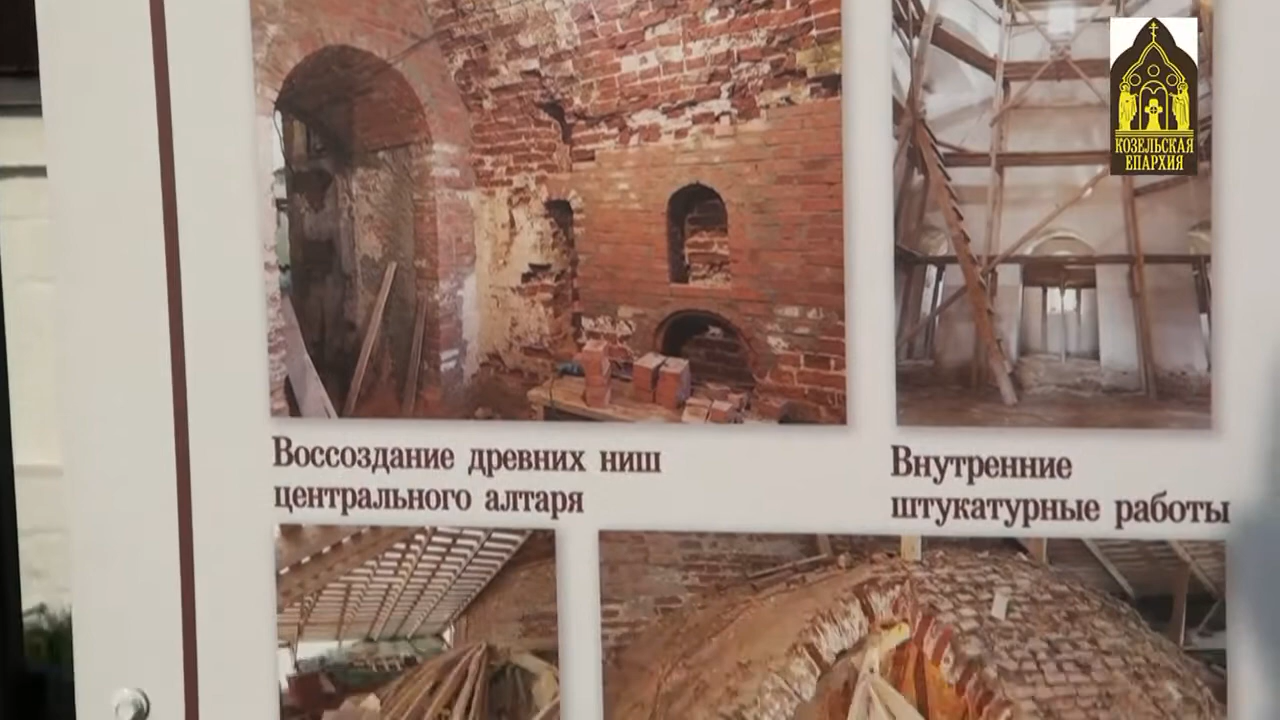 КОЗЕЛЬСКАЯ
ЕПАРХИЯ
Воссоздание древних ниш
центрального алтаря
Внутренние
штукатурные работы